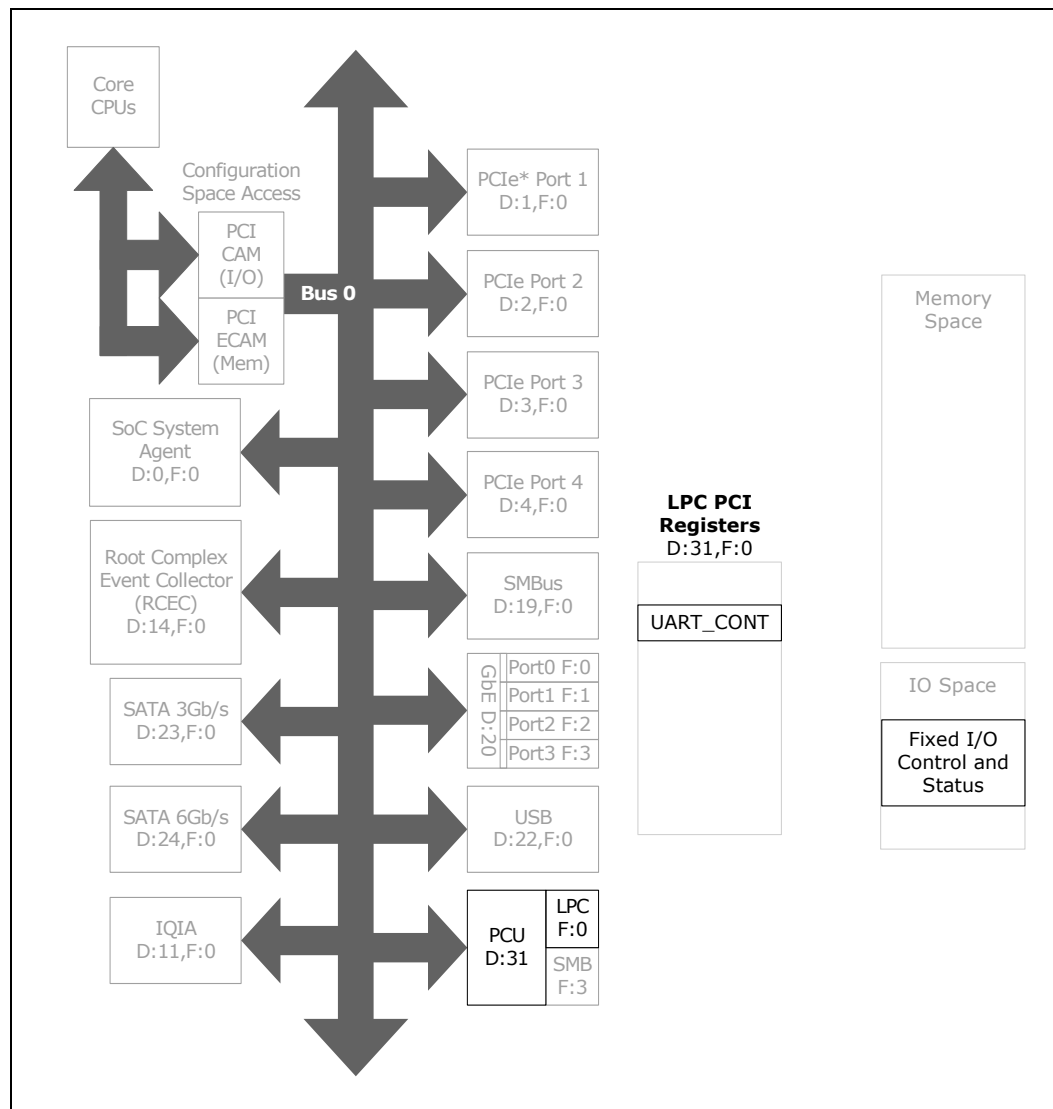 Core
CPUs
Configuration
Space Access
PCI
CAM
(I/O)
PCI
ECAM
(Mem)
Bus 0
SoC System
Agent
D:0,F:0
Root Complex
Event Collector
(RCEC)
D:14,F:0
SATA 3Gb/s
D:23,F:0
SATA 6Gb/s
D:24,F:0
IQIA
D:11,F:0
PCIe* Port 1
D:1,F:0
PCIe Port 2
D:2,F:0
PCIe Port 3
D:3,F:0
PCIe Port 4
D:4,F:0
SMBus
D:19,F:0
GbE D:20
Port0 F:0
Port1 F:1
Port2 F:2
Port3 F:3
USB
D:22,F:0
PCU
D:31
LPC
F:0
SMB
F:3
LPC PCI
Registers
D:31,F:0
UART_CONT
Memory
Space
IO Space
Fixed I/O
Control and
Status